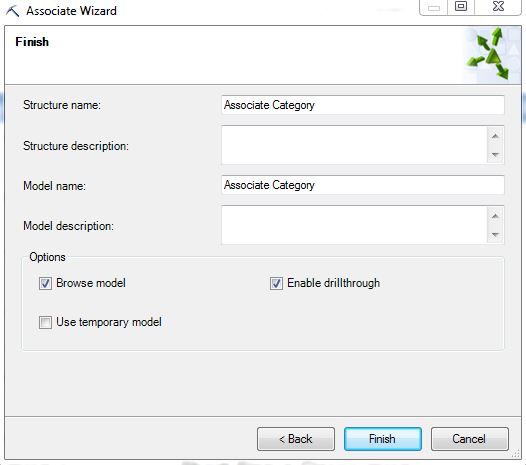 Associate Wizard
Finish
Structure name: Associate Category
Structure description:
Model name: Associate Category
Model description:
Options
Browse model Enable drillthrough
Use temporary model
< Back Finish Cancel